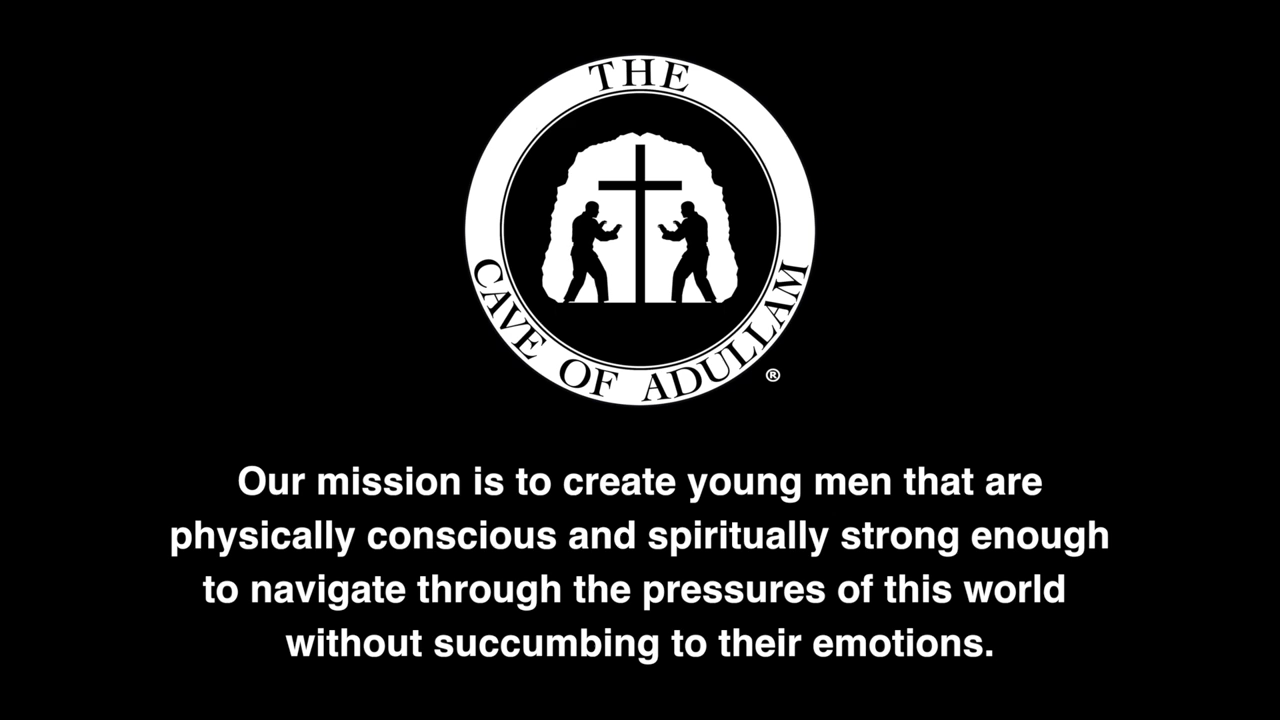 THE
CAVE OF ADULLAM
®
Our mission is to create young men that are
physically conscious and spiritually strong enough
to navigate through the pressures of this world
without succumbing to their emotions.